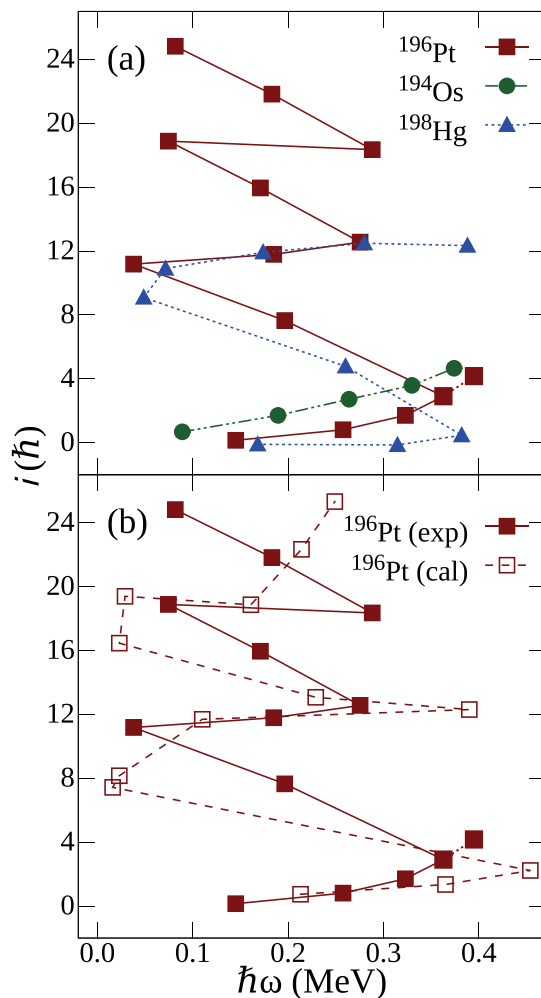 (a)
¹⁹⁶Pt
¹⁹⁴Os
¹⁹⁸Hg
24
20
16
12
8
4
0
i (ℏ)
(b)
¹⁹⁶Pt (exp)
¹⁹⁶Pt (cal)
24
20
16
12
8
4
0
0.0 0.1 0.2 0.3 0.4
ℏω (MeV)